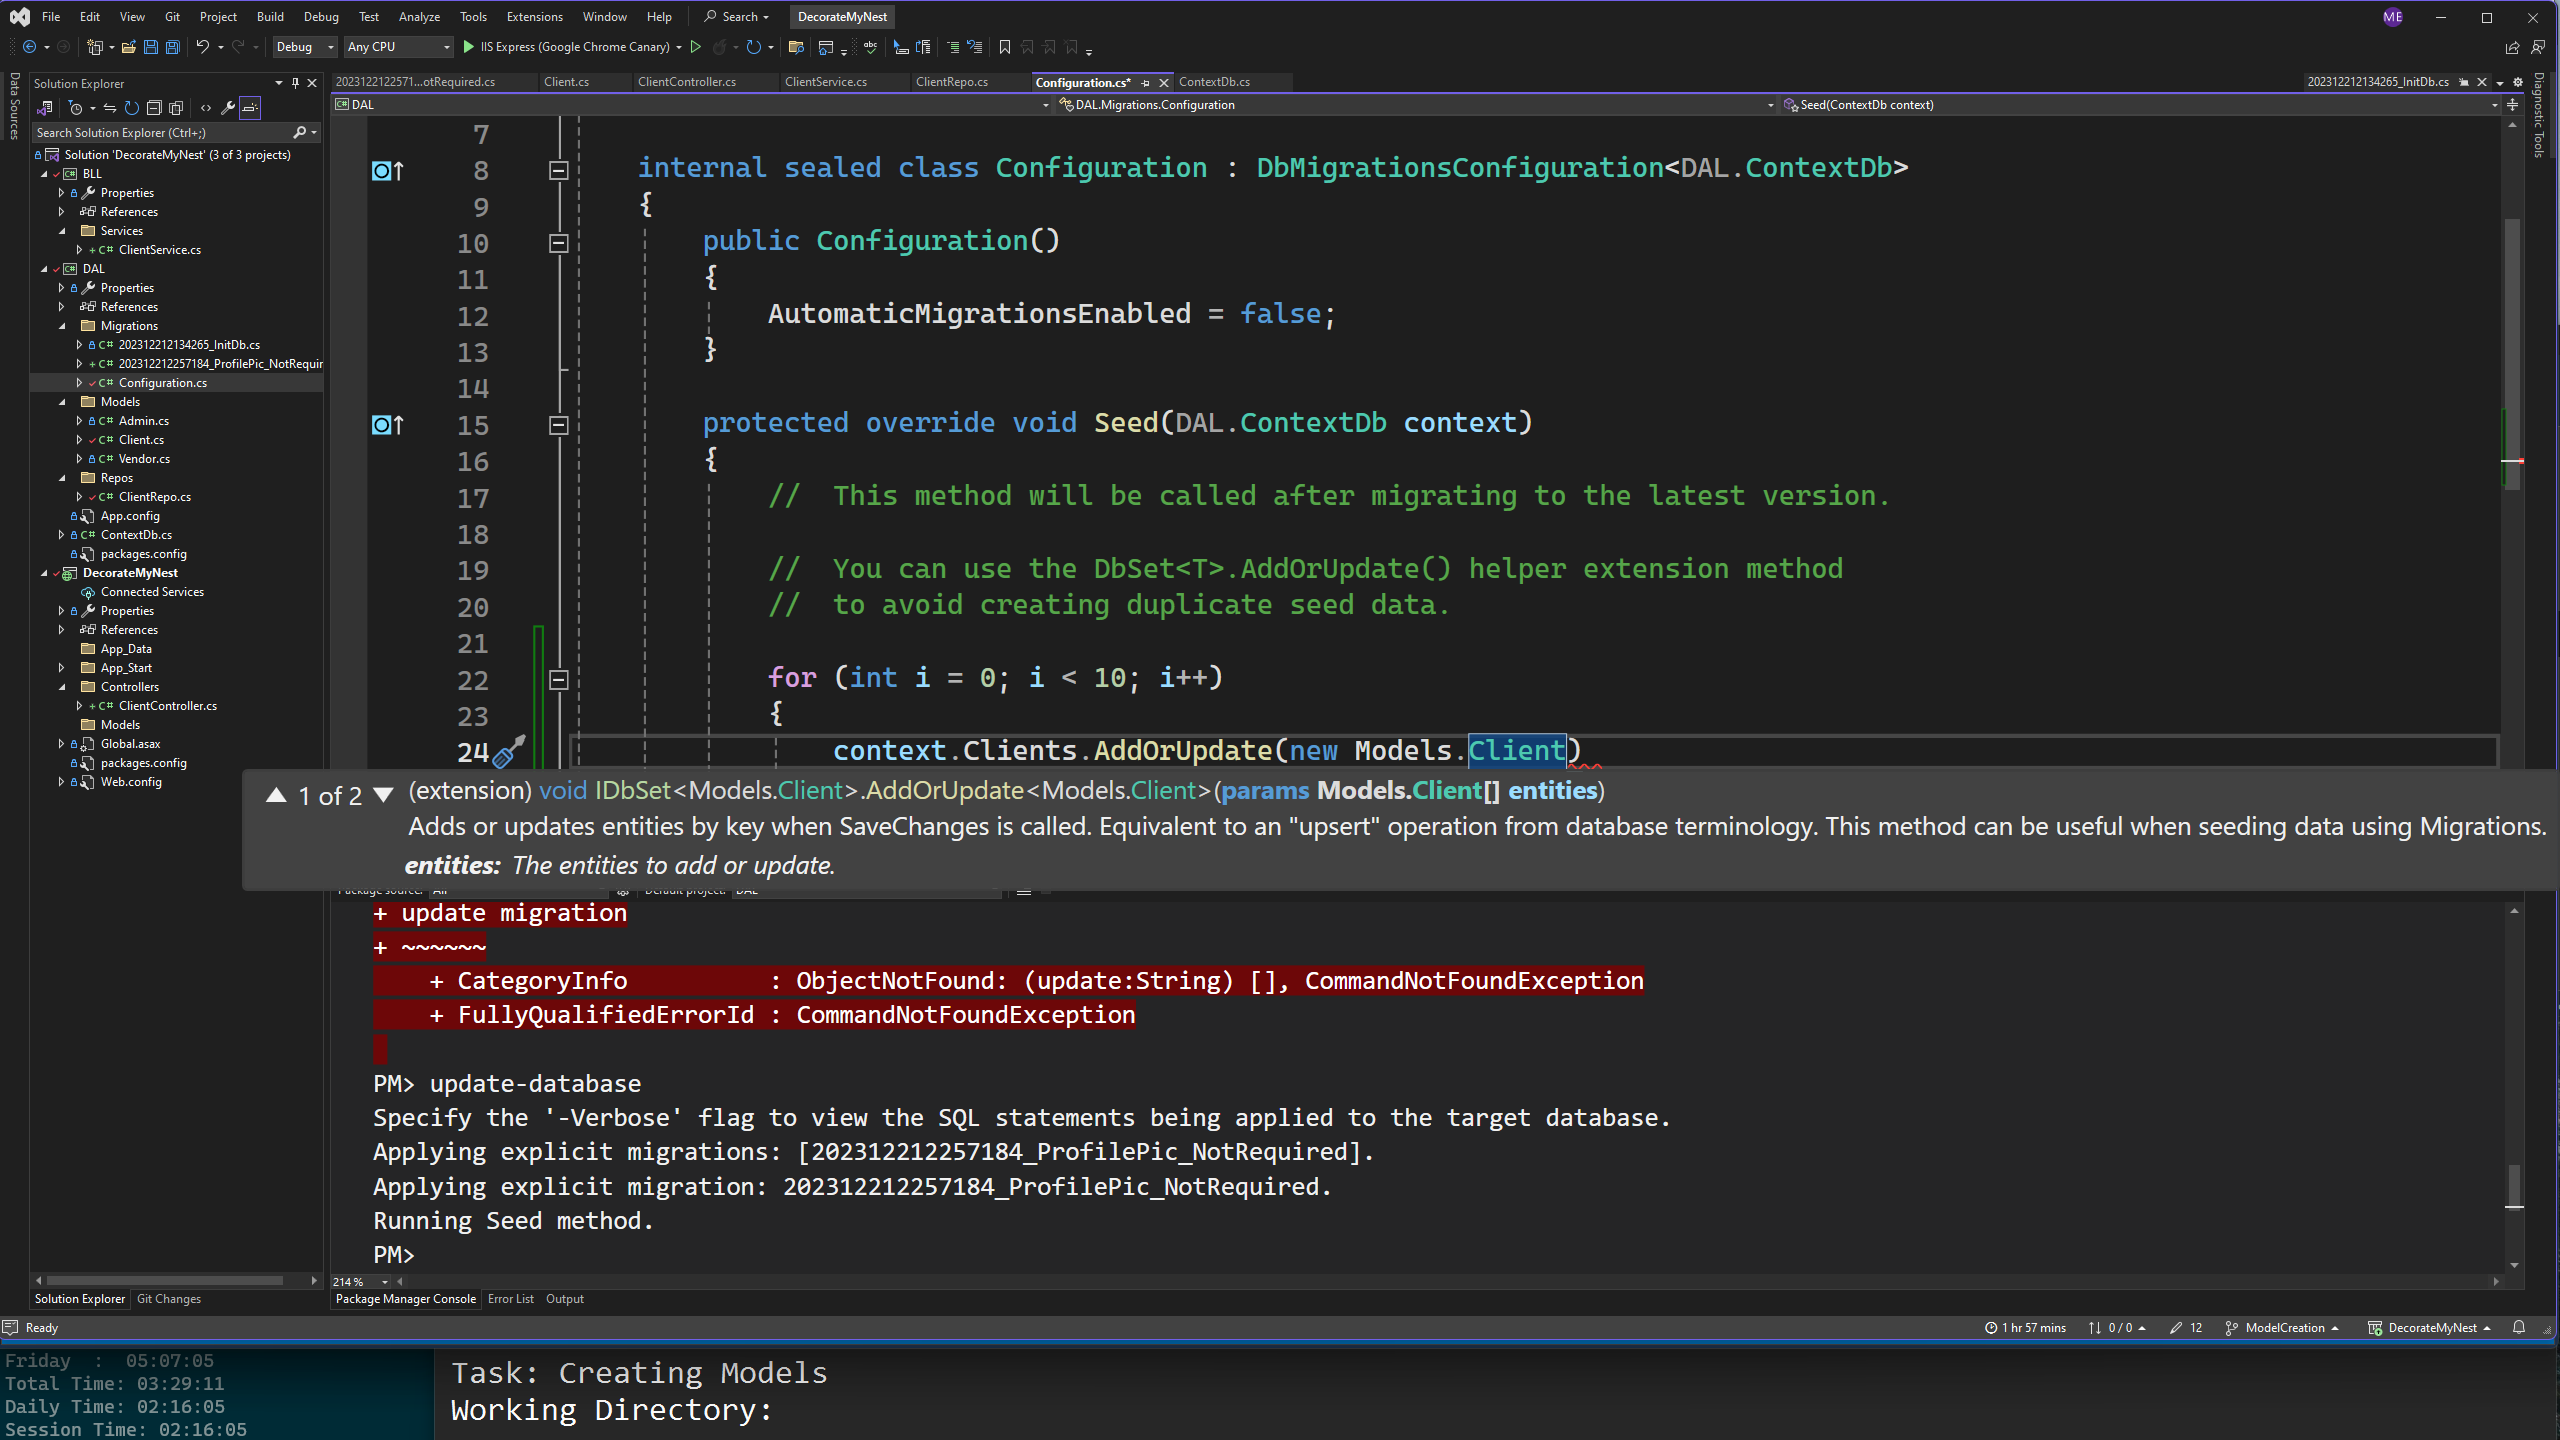 File Edit View Git Project Build Debug Test Analyze Tools Extensions Window Help Search DecorateMyNest ME
Debug Any CPU IIS Express (Google Chrome Canary)
Data Sources
Solution Explorer
Search Solution Explorer (Ctrl+;)
Solution 'DecorateMyNest' (3 of 3 projects)
BLL
Properties
References
Services
ClientService.cs
DAL
Properties
References
Migrations
202312212134265_InitDb.cs
202312212257184_ProfilePic_NotRequir
Configuration.cs
Models
Admin.cs
Client.cs
Vendor.cs
Repos
ClientRepo.cs
App.config
ContextDb.cs
packages.config
DecorateMyNest
Connected Services
Properties
References
App_Data
App_Start
Controllers
ClientController.cs
Models
Global.asax
packages.config
Web.config
Solution Explorer Git Changes
2023122122571...otRequired.cs Client.cs ClientController.cs ClientService.cs ClientRepo.cs Configuration.cs* ContextDb.cs 202312212134265_InitDb.cs
DAL DAL.Migrations.Configuration Seed(ContextDb context)
Diagnostic Tools
7
8 internal sealed class Configuration : DbMigrationsConfiguration<DAL.ContextDb>
9 {
10 public Configuration()
11 {
12 AutomaticMigrationsEnabled = false;
13 }
14
15 protected override void Seed(DAL.ContextDb context)
16 {
17 //  This method will be called after migrating to the latest version.
18
19 //  You can use the DbSet<T>.AddOrUpdate() helper extension method
20 //  to avoid creating duplicate seed data.
21
22 for (int i = 0; i < 10; i++)
23 {
24 context.Clients.AddOrUpdate(new Models.Client)
1 of 2 (extension) void IDbSet<Models.Client>.AddOrUpdate<Models.Client>(params Models.Client[] entities)
Adds or updates entities by key when SaveChanges is called. Equivalent to an "upsert" operation from database terminology. This method can be useful when seeding data using Migrations.
entities: The entities to add or update.
Package source: All Default project: DAL
+ update migration
+ ~~~~~~
+ CategoryInfo : ObjectNotFound: (update:String) [], CommandNotFoundException
+ FullyQualifiedErrorId : CommandNotFoundException
PM> update-database
Specify the '-Verbose' flag to view the SQL statements being applied to the target database.
Applying explicit migrations: [202312212257184_ProfilePic_NotRequired].
Applying explicit migration: 202312212257184_ProfilePic_NotRequired.
Running Seed method.
PM>
214 %
Package Manager Console Error List Output
Ready 1 hr 57 mins 0 / 0 12 ModelCreation DecorateMyNest
Friday  :  05:07:05
Total Time: 03:29:11
Daily Time: 02:16:05
Session Time: 02:16:05
Task: Creating Models
Working Directory: